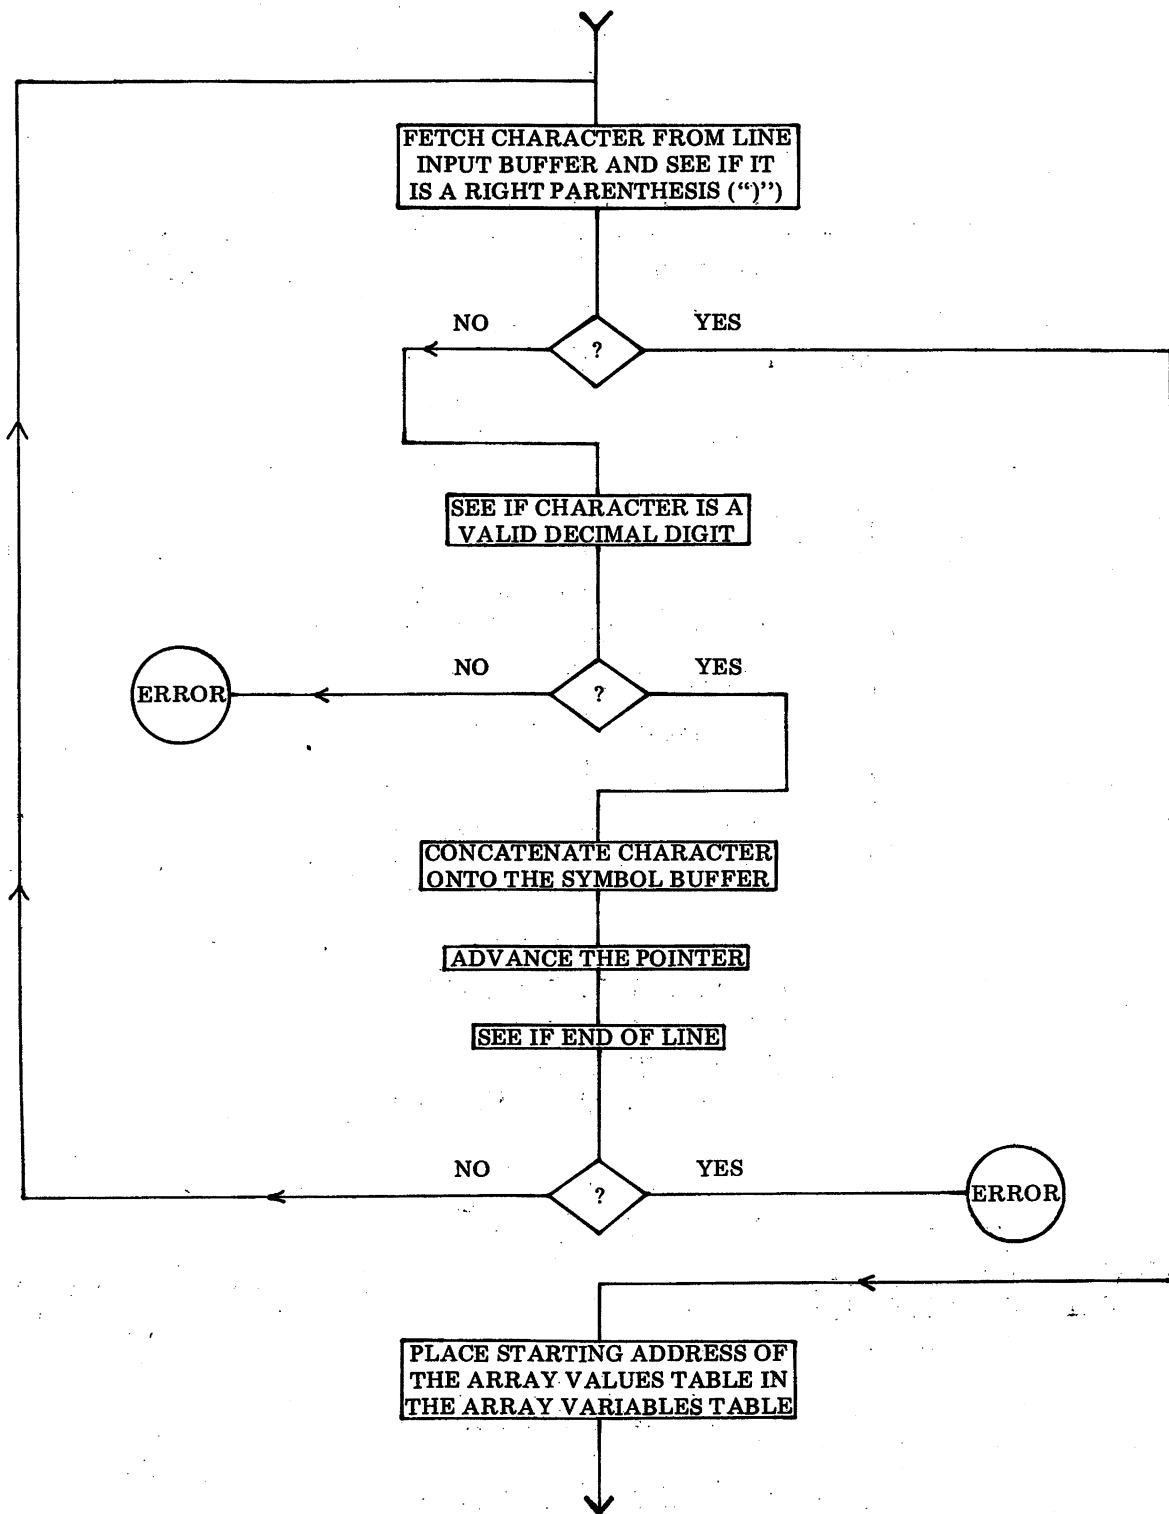 FETCH CHARACTER FROM LINE
INPUT BUFFER AND SEE IF IT
IS A RIGHT PARENTHESIS (“)”)
NO
YES
?
SEE IF CHARACTER IS A
VALID DECIMAL DIGIT
NO
YES
ERROR
?
CONCATENATE CHARACTER
ONTO THE SYMBOL BUFFER
ADVANCE THE POINTER
SEE IF END OF LINE
NO
YES
?
ERROR
PLACE STARTING ADDRESS OF
THE ARRAY VALUES TABLE IN
THE ARRAY VARIABLES TABLE